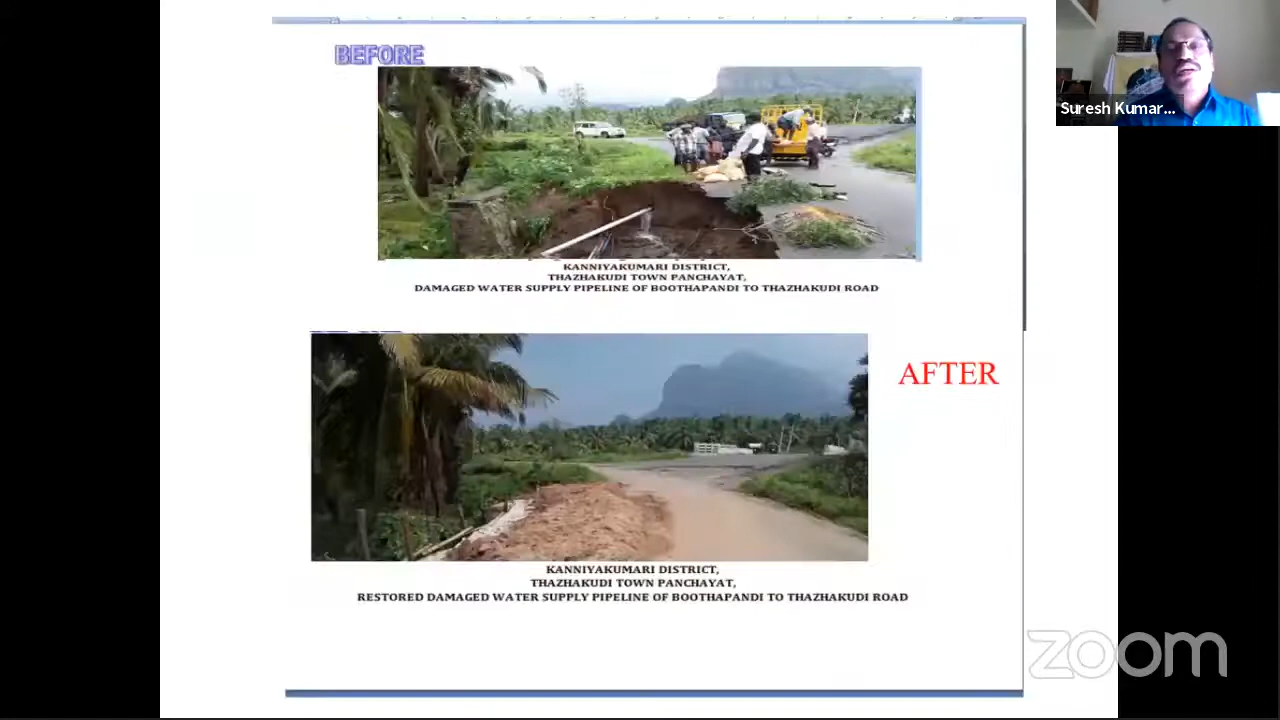 BEFORE
Suresh Kumar...
KANNIYAKUMARI DISTRICT,
THAZHAKUDI TOWN PANCHAYAT,
DAMAGED WATER SUPPLY PIPELINE OF BOOTHAPANDI TO THAZHAKUDI ROAD
AFTER
KANNIYAKUMARI DISTRICT,
THAZHAKUDI TOWN PANCHAYAT,
RESTORED DAMAGED WATER SUPPLY PIPELINE OF BOOTHAPANDI TO THAZHAKUDI ROAD
zoom